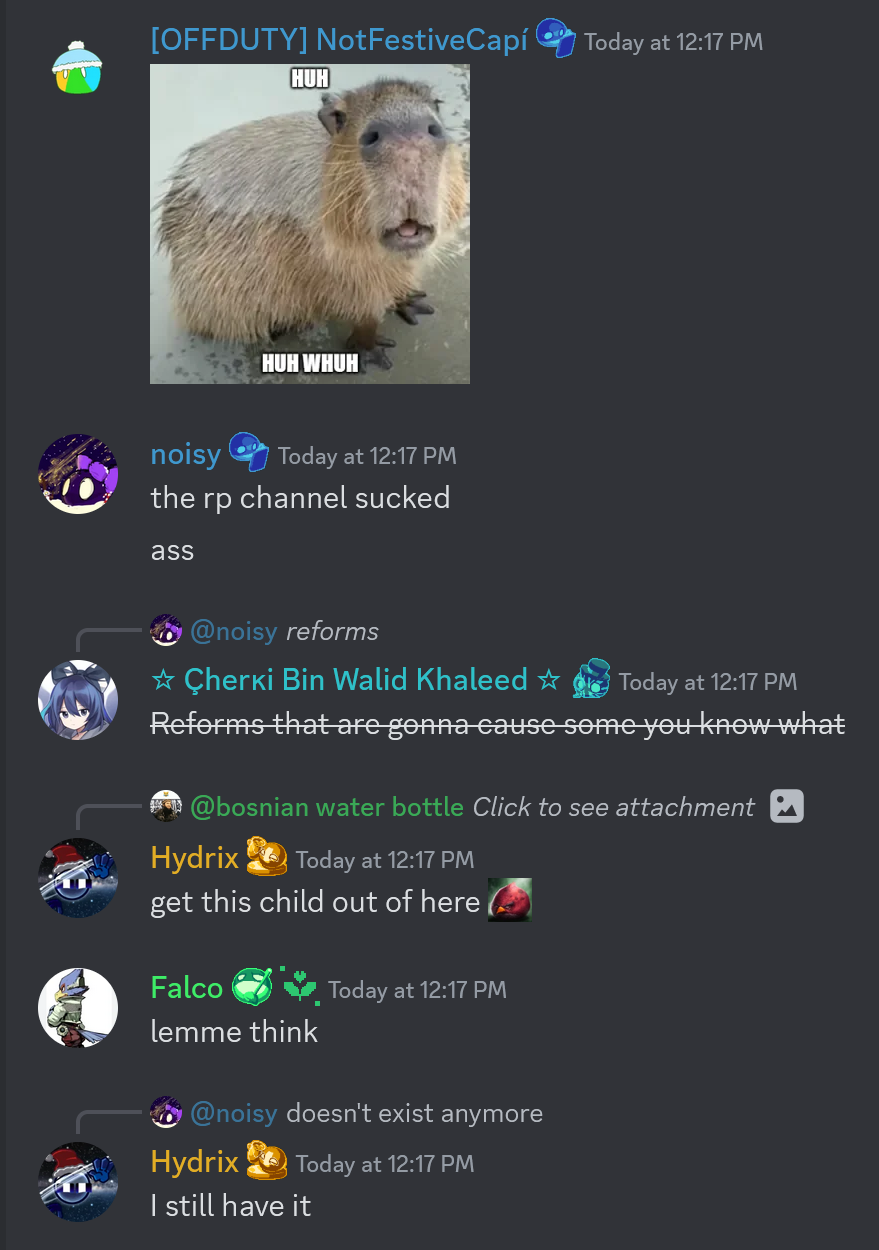 [OFFDUTY] NotFestiveCapí Today at 12:17 PM
HUH
HUH WHUH
noisy Today at 12:17 PM
the rp channel sucked
ass
@noisy reforms
☆ Çherкi Bin Walid Khaleed ☆ Today at 12:17 PM
Reforms that are gonna cause some you know what
@bosnian water bottle Click to see attachment
Hydrix Today at 12:17 PM
get this child out of here
Falco Today at 12:17 PM
lemme think
@noisy doesn't exist anymore
Hydrix Today at 12:17 PM
I still have it